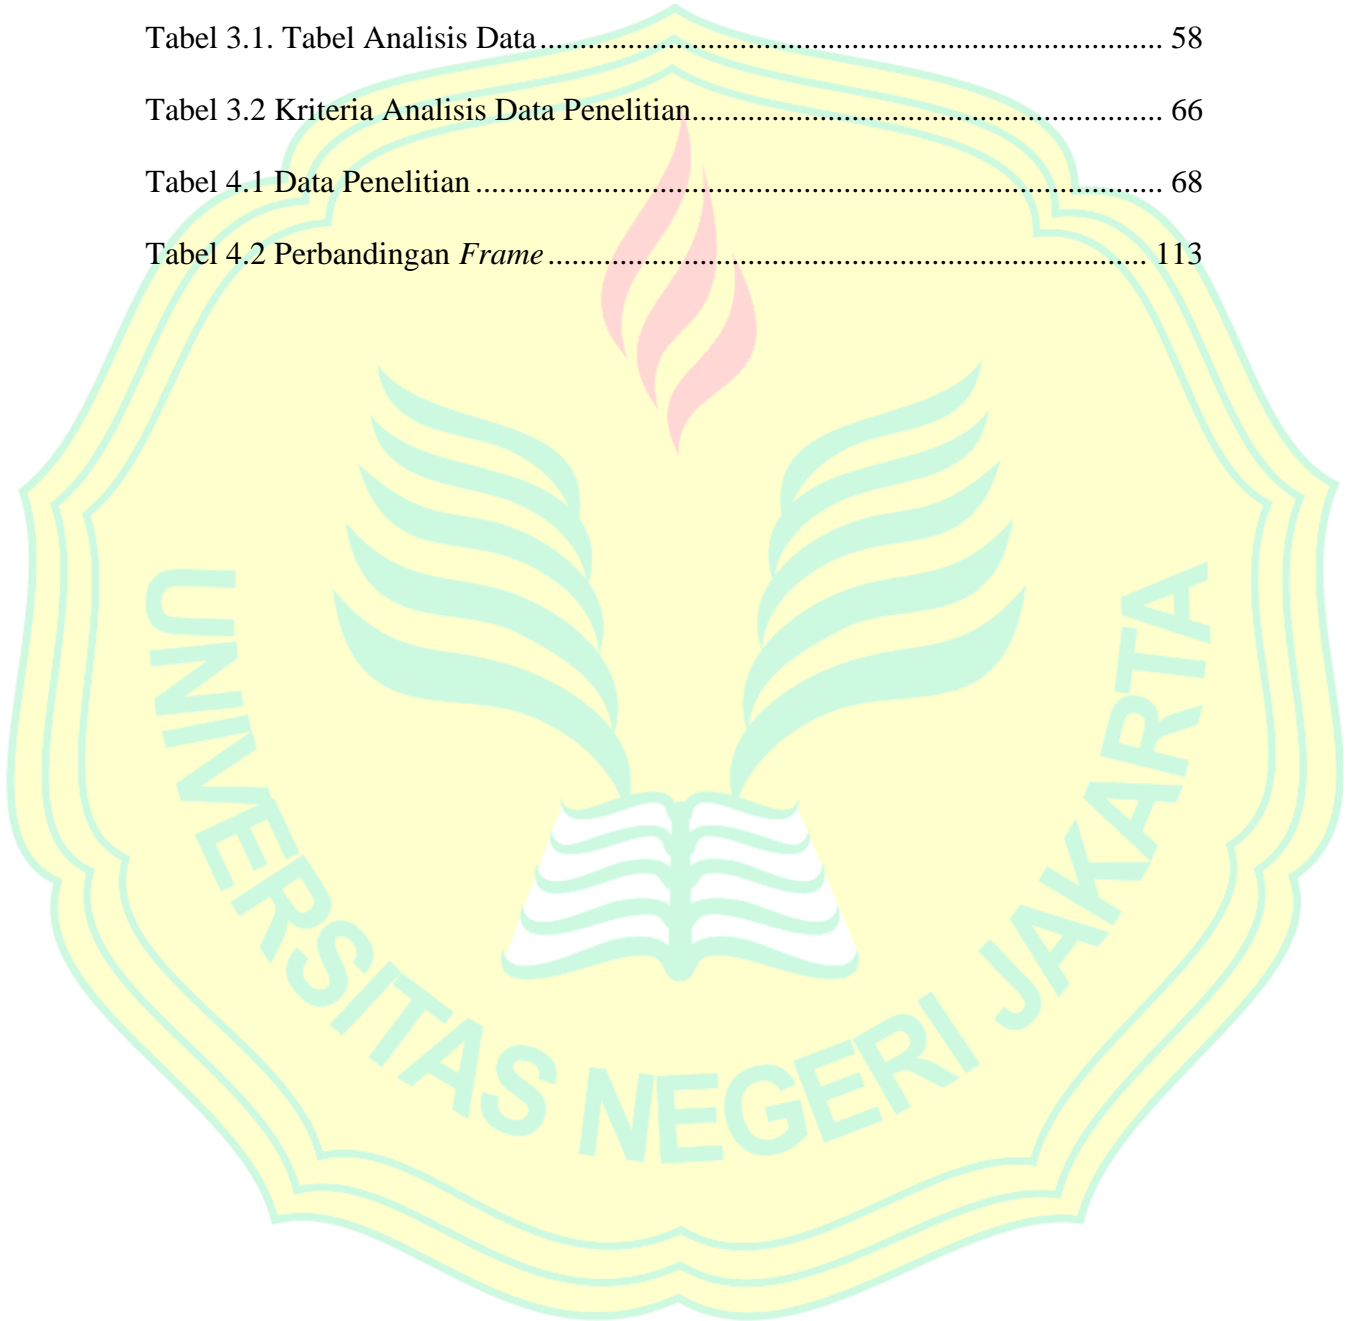 Tabel 3.1. Tabel Analisis Data........................................................................... 58
Tabel 3.2 Kriteria Analisis Data Penelitian......................................................... 66
Tabel 4.1 Data Penelitian................................................................................... 68
Tabel 4.2 Perbandingan Frame........................................................................ 113
UNIVERSITAS NEGERI JAKARTA